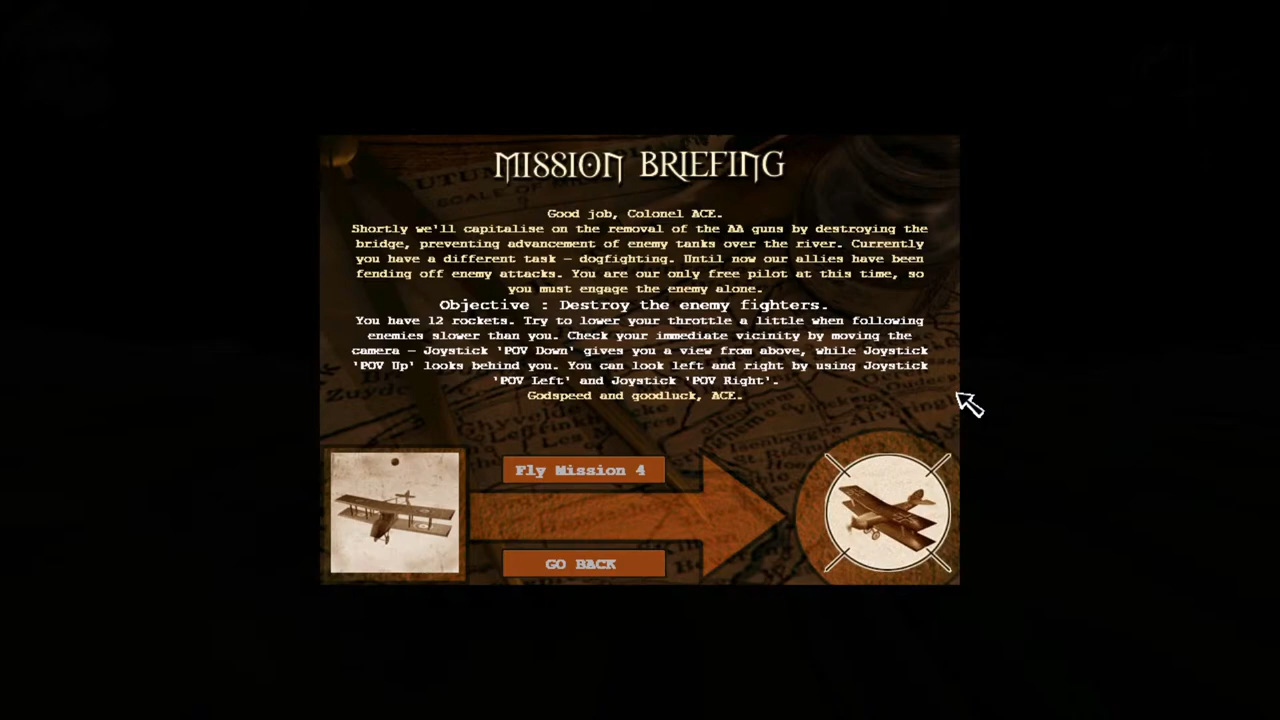 MISSION BRIEFING
Good job, Colonel ACE.
Shortly we'll capitalise on the removal of the AA guns by destroying the
bridge, preventing advancement of enemy tanks over the river. Currently
you have a different task – dogfighting. Until now our allies have been
fending off enemy attacks. You are our only free pilot at this time, so
you must engage the enemy alone.
Objective : Destroy the enemy fighters.
You have 12 rockets. Try to lower your throttle a little when following
enemies slower than you. Check your immediate vicinity by moving the
camera – Joystick 'POV Down' gives you a view from above, while Joystick
'POV Up' looks behind you. You can look left and right by using Joystick
'POV Left' and Joystick 'POV Right'.
Godspeed and goodluck, ACE.
Fly Mission 4
GO BACK